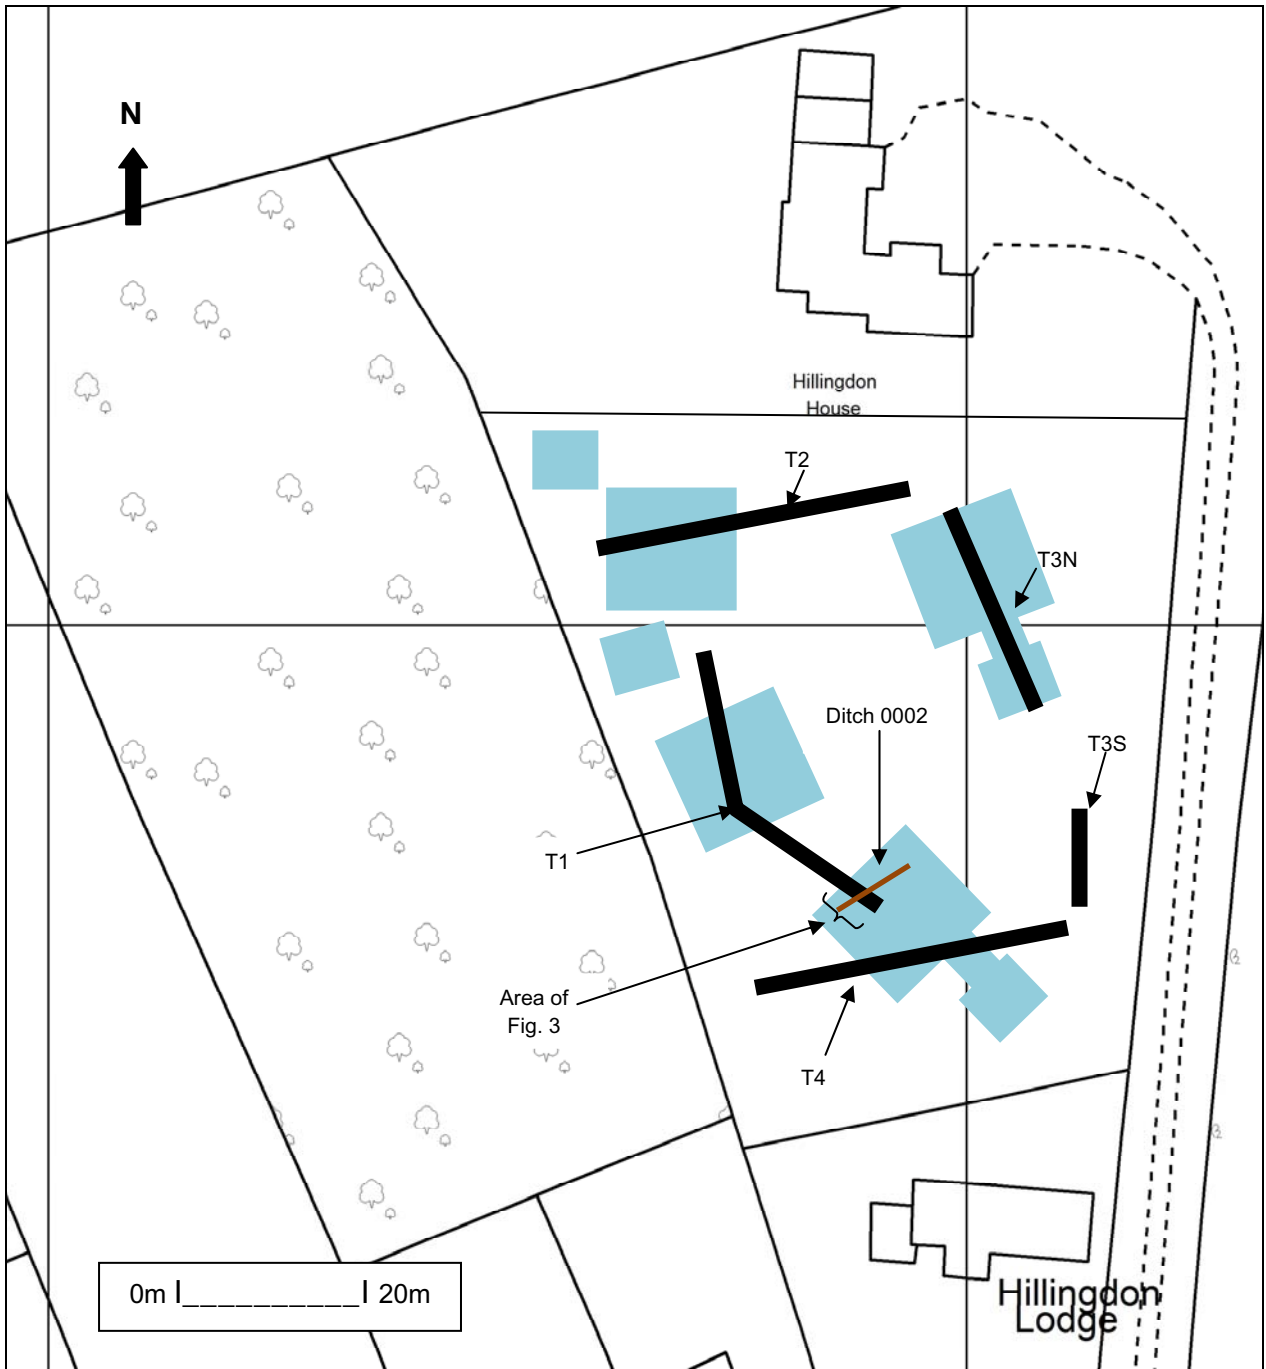 N
Hillingdon
House
T2
T3N
Ditch 0002
T3S
T1
Area of
Fig. 3
T4
0m 20m
Hillingdon
Lodge